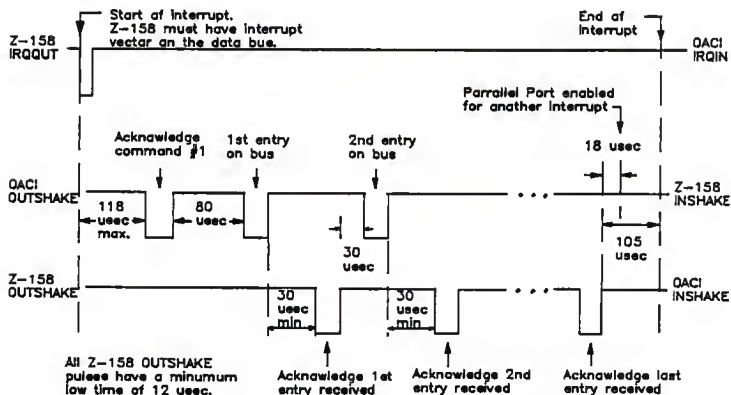 Start of interrupt.
Z-158 must have interrupt
vector on the data bus.
End of
interrupt
Z-158
IRQOUT
OACI
IRQIN
Parrallel Port enabled
for another interrupt
Acknowledge
command #1
1st entry
on bus
2nd entry
on bus
18 usec
OACI
OUTSHAKE
118
usec
max.
80
usec
30
usec
Z-158
INSHAKE
105
usec
Z-158
OUTSHAKE
30
usec
min
30
usec
min
OACI
INSHAKE
All Z-158 OUTSHAKE
pulses have a minumum
low time of 12 usec.
Acknowledge 1st
entry received
Acknowledge 2nd
entry received
Acknowledge last
entry received